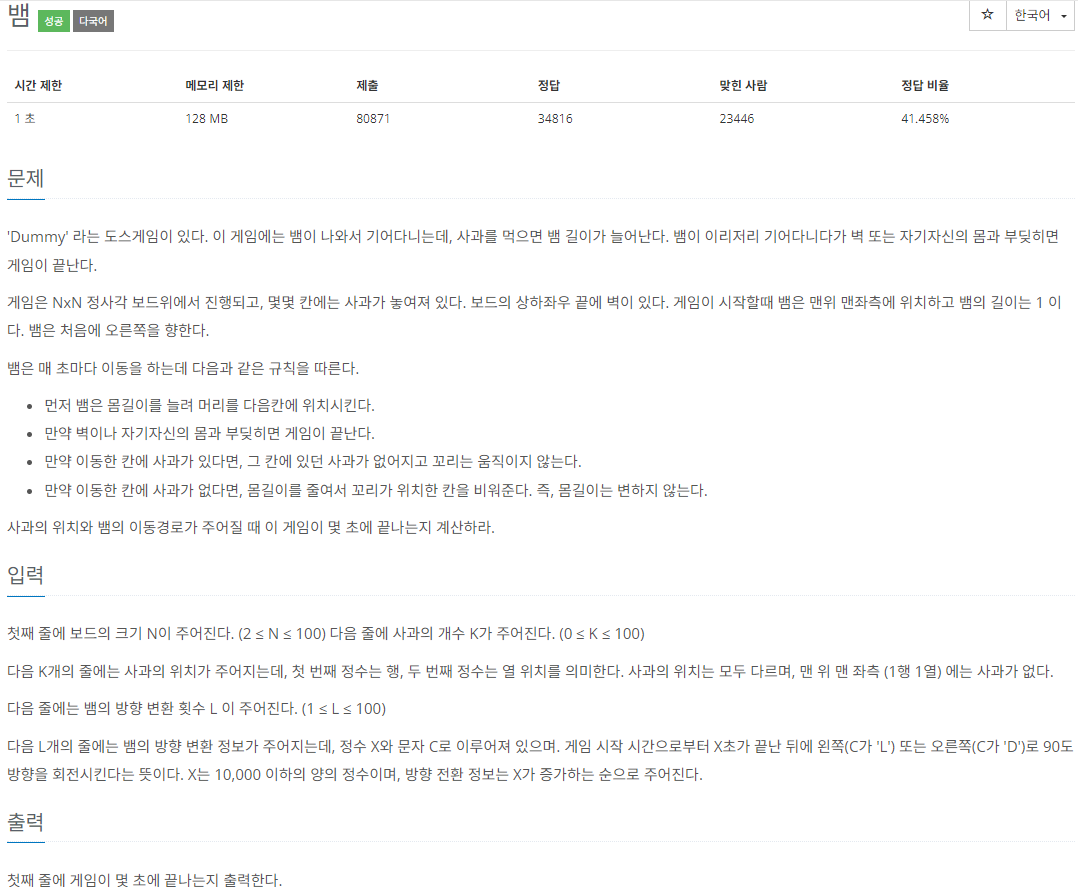 뱀 성공 다국어
☆ 한국어
시간 제한 메모리 제한 제출 정답 맞힌 사람 정답 비율
1 초 128 MB 80871 34816 23446 41.458%
문제
'Dummy' 라는 도스게임이 있다. 이 게임에는 뱀이 나와서 기어다니는데, 사과를 먹으면 뱀 길이가 늘어난다. 뱀이 이리저리 기어다니다가 벽 또는 자기자신의 몸과 부딪히면
게임이 끝난다.
게임은 NxN 정사각 보드위에서 진행되고, 몇몇 칸에는 사과가 놓여져 있다. 보드의 상하좌우 끝에 벽이 있다. 게임이 시작할때 뱀은 맨위 맨좌측에 위치하고 뱀의 길이는 1 이
다. 뱀은 처음에 오른쪽을 향한다.
뱀은 매 초마다 이동을 하는데 다음과 같은 규칙을 따른다.
• 먼저 뱀은 몸길이를 늘려 머리를 다음칸에 위치시킨다.
• 만약 벽이나 자기자신의 몸과 부딪히면 게임이 끝난다.
• 만약 이동한 칸에 사과가 있다면, 그 칸에 있던 사과가 없어지고 꼬리는 움직이지 않는다.
• 만약 이동한 칸에 사과가 없다면, 몸길이를 줄여서 꼬리가 위치한 칸을 비워준다. 즉, 몸길이는 변하지 않는다.
사과의 위치와 뱀의 이동경로가 주어질 때 이 게임이 몇 초에 끝나는지 계산하라.
입력
첫째 줄에 보드의 크기 N이 주어진다. (2 ≤ N ≤ 100) 다음 줄에 사과의 개수 K가 주어진다. (0 ≤ K ≤ 100)
다음 K개의 줄에는 사과의 위치가 주어지는데, 첫 번째 정수는 행, 두 번째 정수는 열 위치를 의미한다. 사과의 위치는 모두 다르며, 맨 위 맨 좌측 (1행 1열) 에는 사과가 없다.
다음 줄에는 뱀의 방향 변환 횟수 L 이 주어진다. (1 ≤ L ≤ 100)
다음 L개의 줄에는 뱀의 방향 변환 정보가 주어지는데, 정수 X와 문자 C로 이루어져 있으며. 게임 시작 시간으로부터 X초가 끝난 뒤에 왼쪽(C가 'L') 또는 오른쪽(C가 'D')로 90도
방향을 회전시킨다는 뜻이다. X는 10,000 이하의 양의 정수이며, 방향 전환 정보는 X가 증가하는 순으로 주어진다.
출력
첫째 줄에 게임이 몇 초에 끝나는지 출력한다.